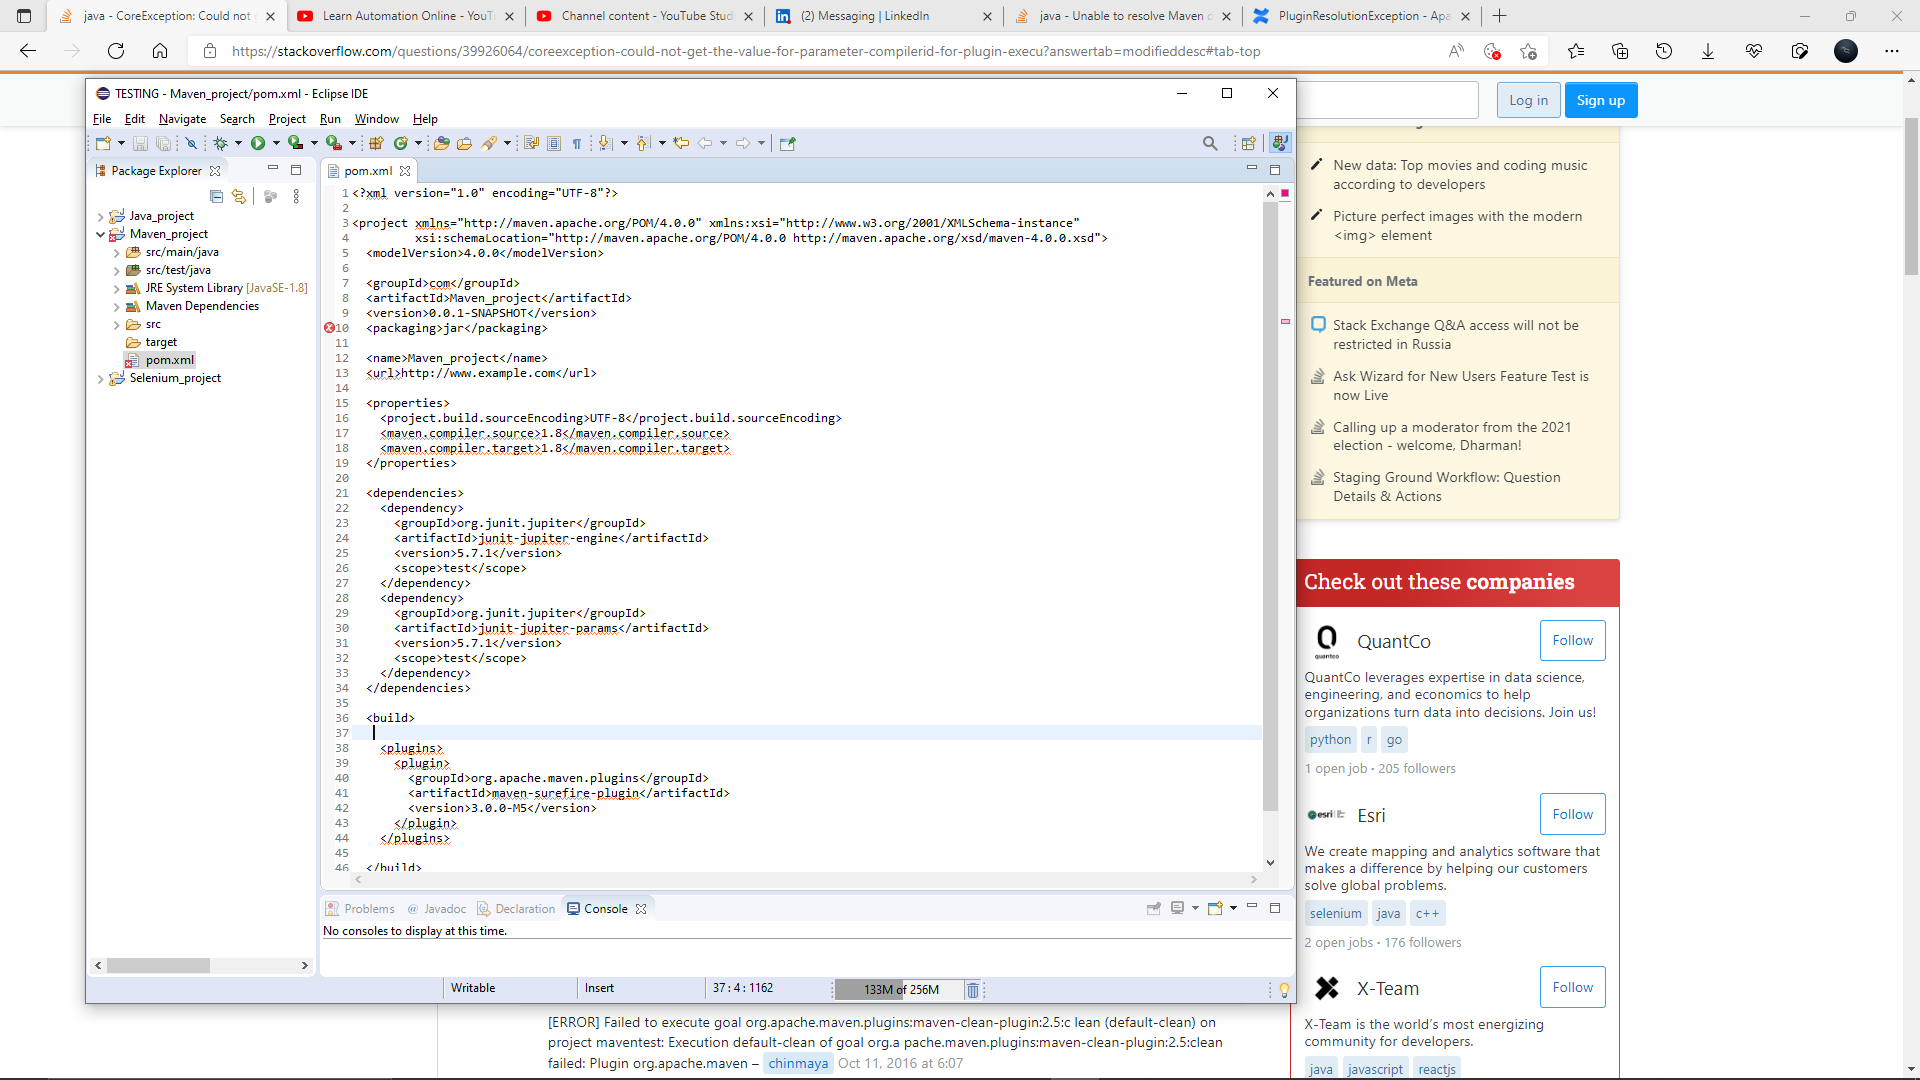 java - CoreException: Could not
Learn Automation Online - YouT
Channel content - YouTube Stud
(2) Messaging | LinkedIn
java - Unable to resolve Maven d
PluginResolutionException - Apa
https://stackoverflow.com/questions/39926064/coreexception-could-not-get-the-value-for-parameter-compilerid-for-plugin-execu?answertab=modifieddesc#tab-top
TESTING - Maven_project/pom.xml - Eclipse IDE
File Edit Navigate Search Project Run Window Help
Package Explorer
Java_project
Maven_project
src/main/java
src/test/java
JRE System Library [JavaSE-1.8]
Maven Dependencies
src
target
pom.xml
Selenium_project
pom.xml
1 <?xml version="1.0" encoding="UTF-8"?>
2
3 <project xmlns="http://maven.apache.org/POM/4.0.0" xmlns:xsi="http://www.w3.org/2001/XMLSchema-instance"
4 xsi:schemaLocation="http://maven.apache.org/POM/4.0.0 http://maven.apache.org/xsd/maven-4.0.0.xsd">
5 <modelVersion>4.0.0</modelVersion>
6
7 <groupId>com</groupId>
8 <artifactId>Maven_project</artifactId>
9 <version>0.0.1-SNAPSHOT</version>
10 <packaging>jar</packaging>
11
12 <name>Maven_project</name>
13 <url>http://www.example.com</url>
14
15 <properties>
16 <project.build.sourceEncoding>UTF-8</project.build.sourceEncoding>
17 <maven.compiler.source>1.8</maven.compiler.source>
18 <maven.compiler.target>1.8</maven.compiler.target>
19 </properties>
20
21 <dependencies>
22 <dependency>
23 <groupId>org.junit.jupiter</groupId>
24 <artifactId>junit-jupiter-engine</artifactId>
25 <version>5.7.1</version>
26 <scope>test</scope>
27 </dependency>
28 <dependency>
29 <groupId>org.junit.jupiter</groupId>
30 <artifactId>junit-jupiter-params</artifactId>
31 <version>5.7.1</version>
32 <scope>test</scope>
33 </dependency>
34 </dependencies>
35
36 <build>
37
38 <plugins>
39 <plugin>
40 <groupId>org.apache.maven.plugins</groupId>
41 <artifactId>maven-surefire-plugin</artifactId>
42 <version>3.0.0-M5</version>
43 </plugin>
44 </plugins>
45
46 </build>
Problems @ Javadoc Declaration Console
No consoles to display at this time.
Writable Insert 37 : 4 : 1162 133M of 256M
[ERROR] Failed to execute goal org.apache.maven.plugins:maven-clean-plugin:2.5:c lean (default-clean) on
project maventest: Execution default-clean of goal org.a pache.maven.plugins:maven-clean-plugin:2.5:clean
failed: Plugin org.apache.maven – chinmaya Oct 11, 2016 at 6:07
Log in Sign up
New data: Top movies and coding music
according to developers
Picture perfect images with the modern
<img> element
Featured on Meta
Stack Exchange Q&A access will not be
restricted in Russia
Ask Wizard for New Users Feature Test is
now Live
Calling up a moderator from the 2021
election - welcome, Dharman!
Staging Ground Workflow: Question
Details & Actions
Check out these companies
quantco
QuantCo Follow
QuantCo leverages expertise in data science,
engineering, and economics to help
organizations turn data into decisions. Join us!
python r go
1 open job • 205 followers
esri
Esri Follow
We create mapping and analytics software that
makes a difference by helping our customers
solve global problems.
selenium java c++
2 open jobs • 176 followers
X-Team Follow
X-Team is the world's most energizing
community for developers.
java javascript reactjs